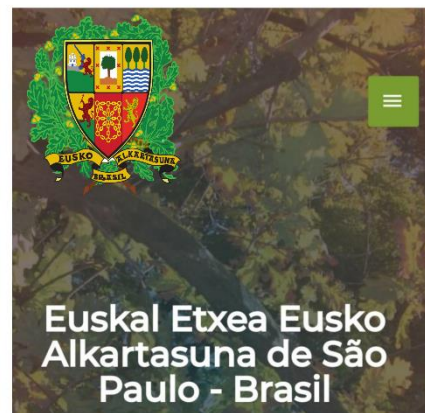 EUSKO ALKARTASUNA
BRASIL
Euskal Etxea Eusko
Alkartasuna de São
Paulo - Brasil